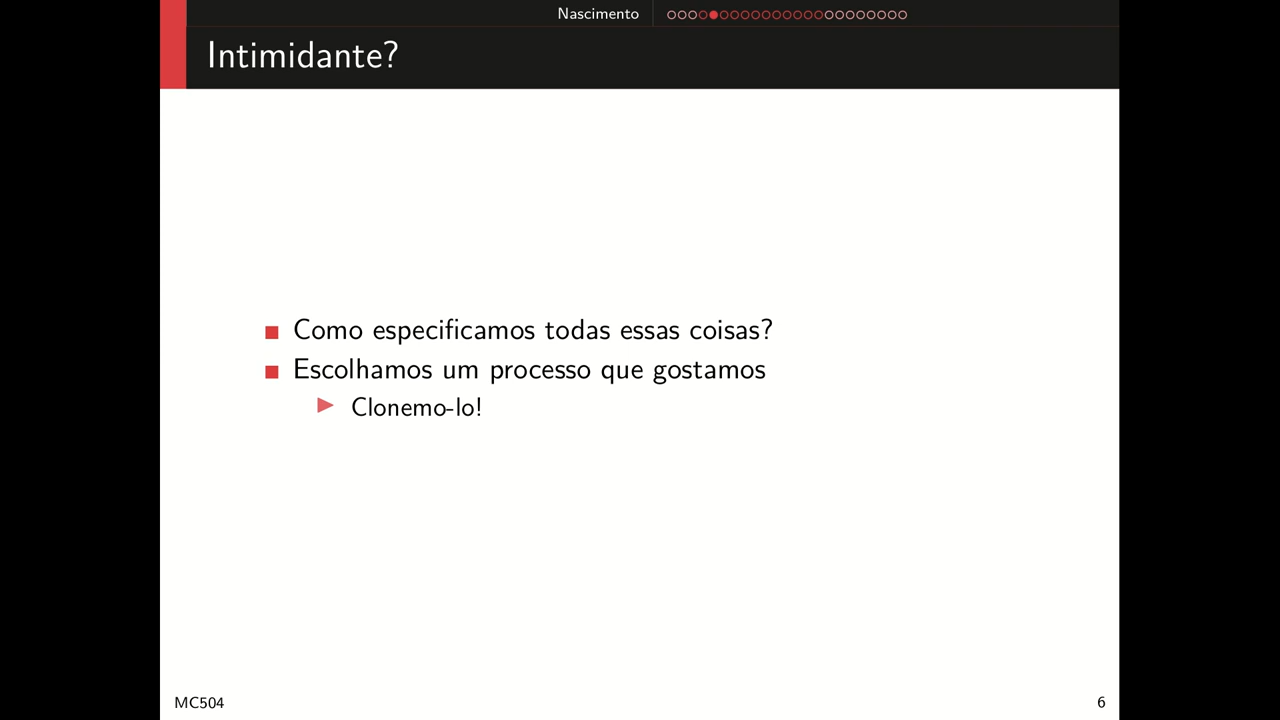 Nascimento
Intimidante?
Como especificamos todas essas coisas?
Escolhamos um processo que gostamos
Clonemo-lo!
MC504
6